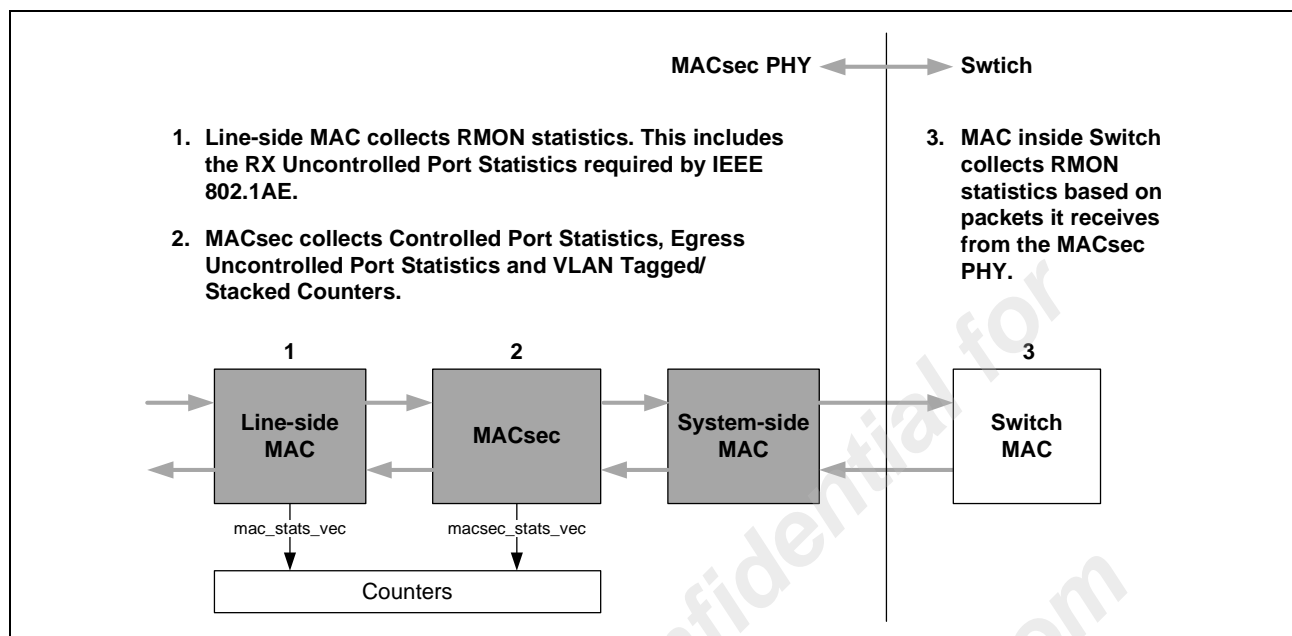 MACsec PHY
Swtich
1. Line-side MAC collects RMON statistics. This includes
the RX Uncontrolled Port Statistics required by IEEE
802.1AE.
2. MACsec collects Controlled Port Statistics, Egress
Uncontrolled Port Statistics and VLAN Tagged/
Stacked Counters.
3. MAC inside Switch
collects RMON
statistics based on
packets it receives
from the MACsec
PHY.
1
2
3
Line-side
MAC
MACsec
System-side
MAC
Switch
MAC
mac_stats_vec
macsec_stats_vec
Counters